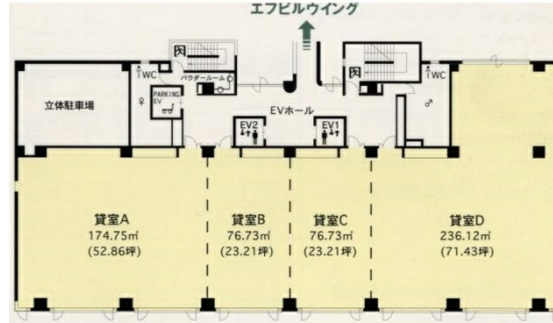 エフビルウイング
WC
パウダールーム
WC
立体駐車場
♀
PARKING
EV
EVホール
♂
EV2
EV1
貸室A
174.75㎡
(52.86坪)
貸室B
76.73㎡
(23.21坪)
貸室C
76.73㎡
(23.21坪)
貸室D
236.12㎡
(71.43坪)